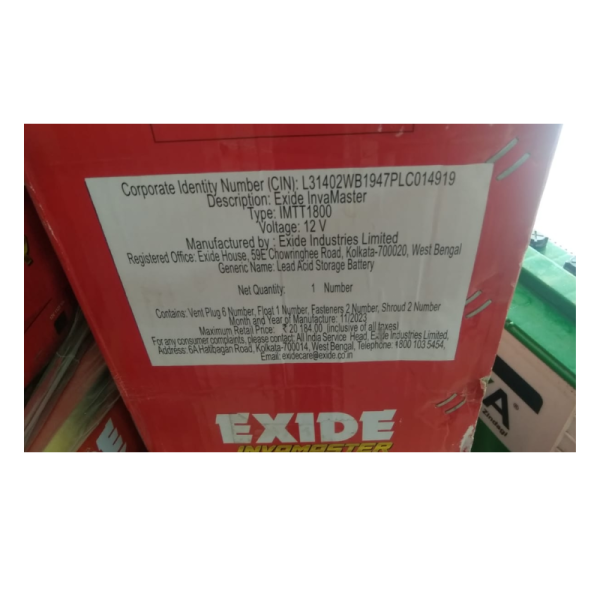 Corporate Identity Number (CIN): L31402WB1947PLC014919
Description: Exide InvaMaster
Type: IMTT1800
Voltage: 12 V
Manufactured by : Exide Industries Limited
Registered Office: Exide House, 59E Chowringhee Road, Kolkata-700020, West Bengal
Generic Name: Lead Acid Storage Battery
Net Quantity: 1 Number
Contains: Vent Plug 6 Number, Float 1 Number, Fasteners 2 Number, Shroud 2 Number
Month and Year of Manufacture: 11/2023
Maximum Retail Price: ₹ 20 184.00 (inclusive of all taxes)
For any consumer complaints, please contact: All India Service Head, Exide Industries Limited,
Address: 6A Hatibagan Road, Kolkata-700014, West Bengal, Telephone: 1800 103 5454,
Email: exidecare@exide.co.in
EXIDE
INVAMASTER